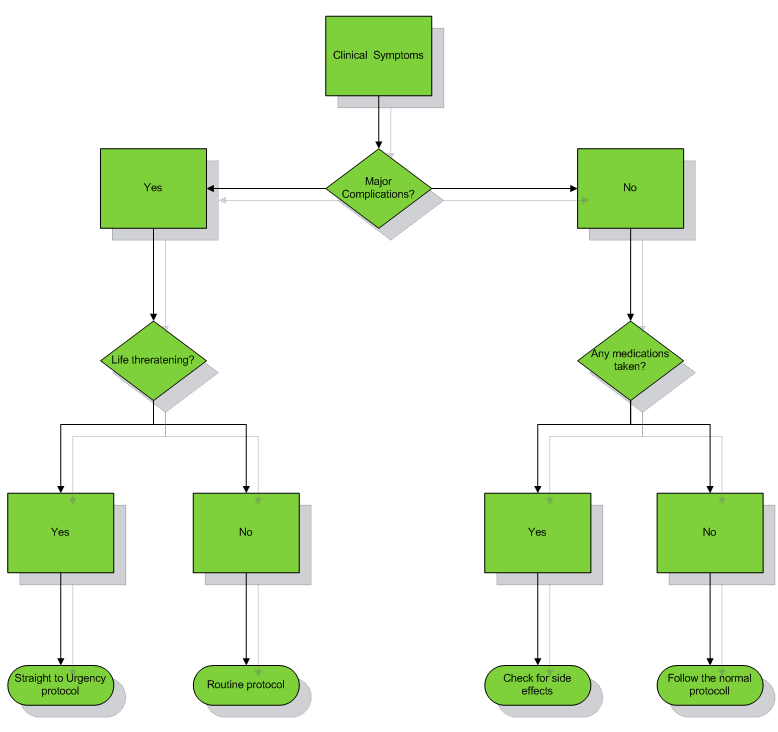 Clinical Symptoms
Major
Complications?
Yes
No
Life threratening?
Any medications
taken?
Yes
No
Yes
No
Straight to Urgency
protocol
Routine protocol
Check for side
effects
Follow the normal
protocoll